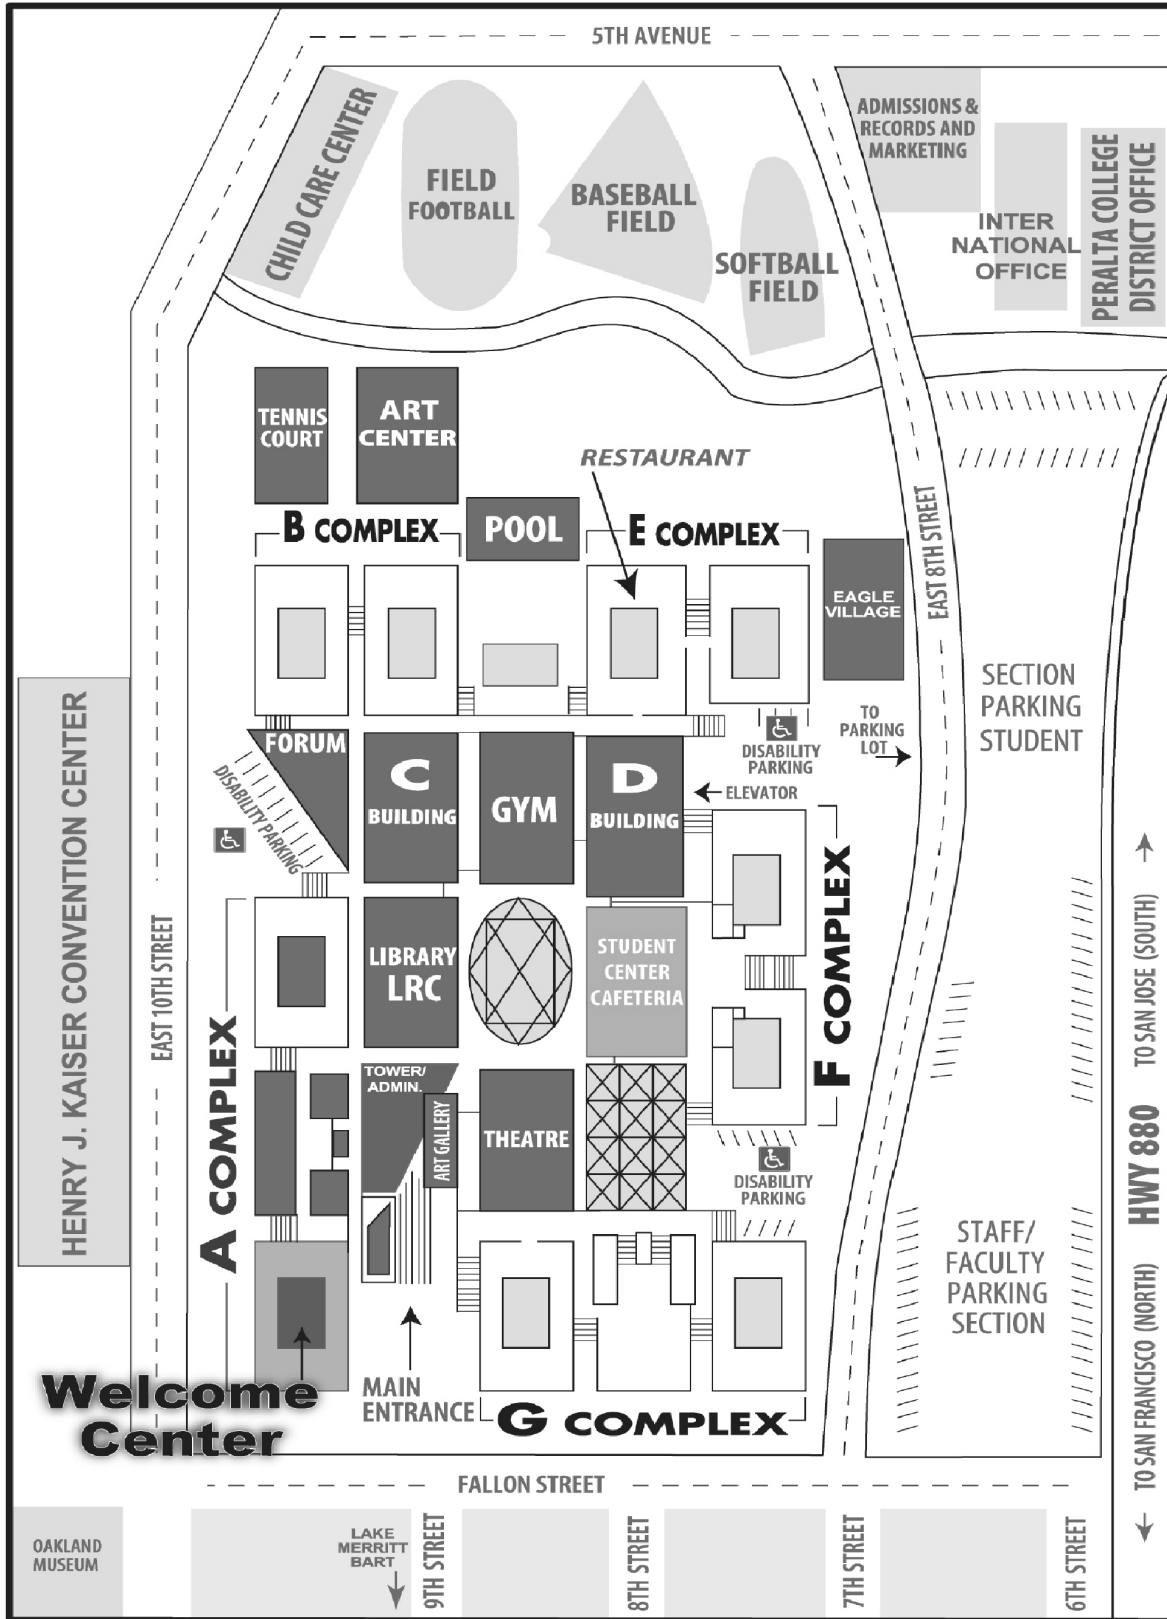 5TH AVENUE
CHILD CARE CENTER
FIELD
FOOTBALL
BASEBALL
FIELD
SOFTBALL
FIELD
ADMISSIONS &
RECORDS AND
MARKETING
INTER
NATIONAL
OFFICE
PERALTA COLLEGE
DISTRICT OFFICE
TENNIS
COURT
ART
CENTER
RESTAURANT
B COMPLEX
POOL
E COMPLEX
EAGLE
VILLAGE
EAST 8TH STREET
SECTION
PARKING
STUDENT
TO
PARKING
LOT
DISABILITY
PARKING
ELEVATOR
FORUM
DISABILITY PARKING
C
BUILDING
GYM
D
BUILDING
HENRY J. KAISER CONVENTION CENTER
EAST 10TH STREET
A COMPLEX
LIBRARY
LRC
STUDENT
CENTER
CAFETERIA
F COMPLEX
TOWER/
ADMIN.
ART GALLERY
THEATRE
DISABILITY
PARKING
STAFF/
FACULTY
PARKING
SECTION
TO SAN JOSE (SOUTH)
HWY 880
TO SAN FRANCISCO (NORTH)
Welcome
Center
MAIN
ENTRANCE
G COMPLEX
FALLON STREET
OAKLAND
MUSEUM
LAKE
MERRITT
BART
9TH STREET
8TH STREET
7TH STREET
6TH STREET